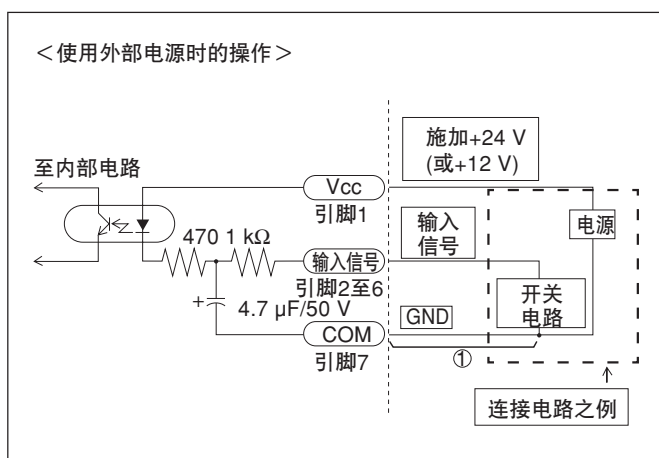 ＜使用外部电源时的操作＞
施加+24 V
(或+12 V)
至内部电路
Vcc
引脚1
电源
输入
信号
470 1 kΩ
输入信号
引脚2至6
开关
电路
+
4.7 μF/50 V
GND
COM
引脚7
①
连接电路之例